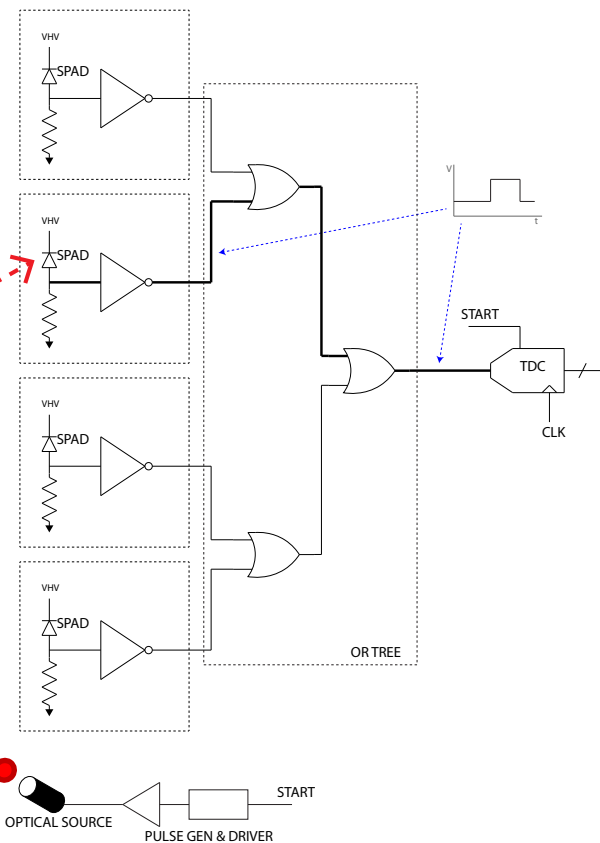 VHV
SPAD
VHV
SPAD
V
t
START
TDC
CLK
VHV
SPAD
VHV
SPAD
OR TREE
START
OPTICAL SOURCE
PULSE GEN & DRIVER